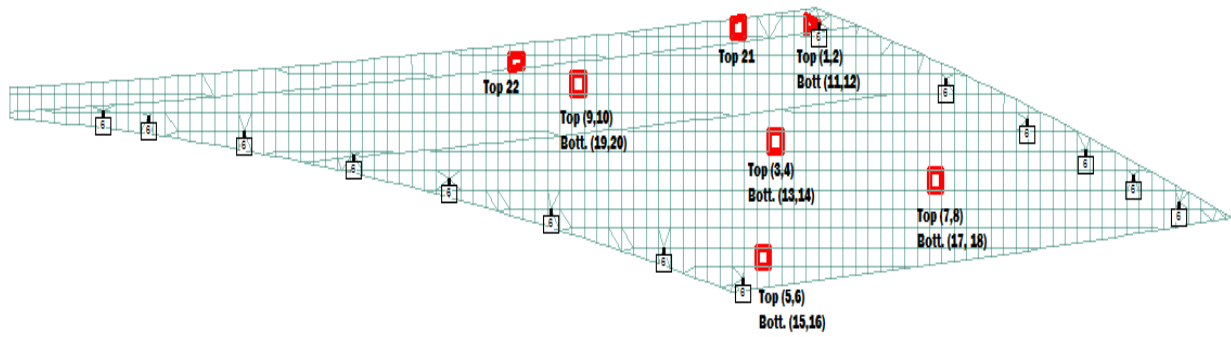 Top 21
Top (1,2)
Bott (11,12)
Top 22
Top (9,10)
Bott. (19,20)
Top (3,4)
Bott. (13,14)
Top (7,8)
Bott. (17, 18)
Top (5,6)
Bott. (15,16)